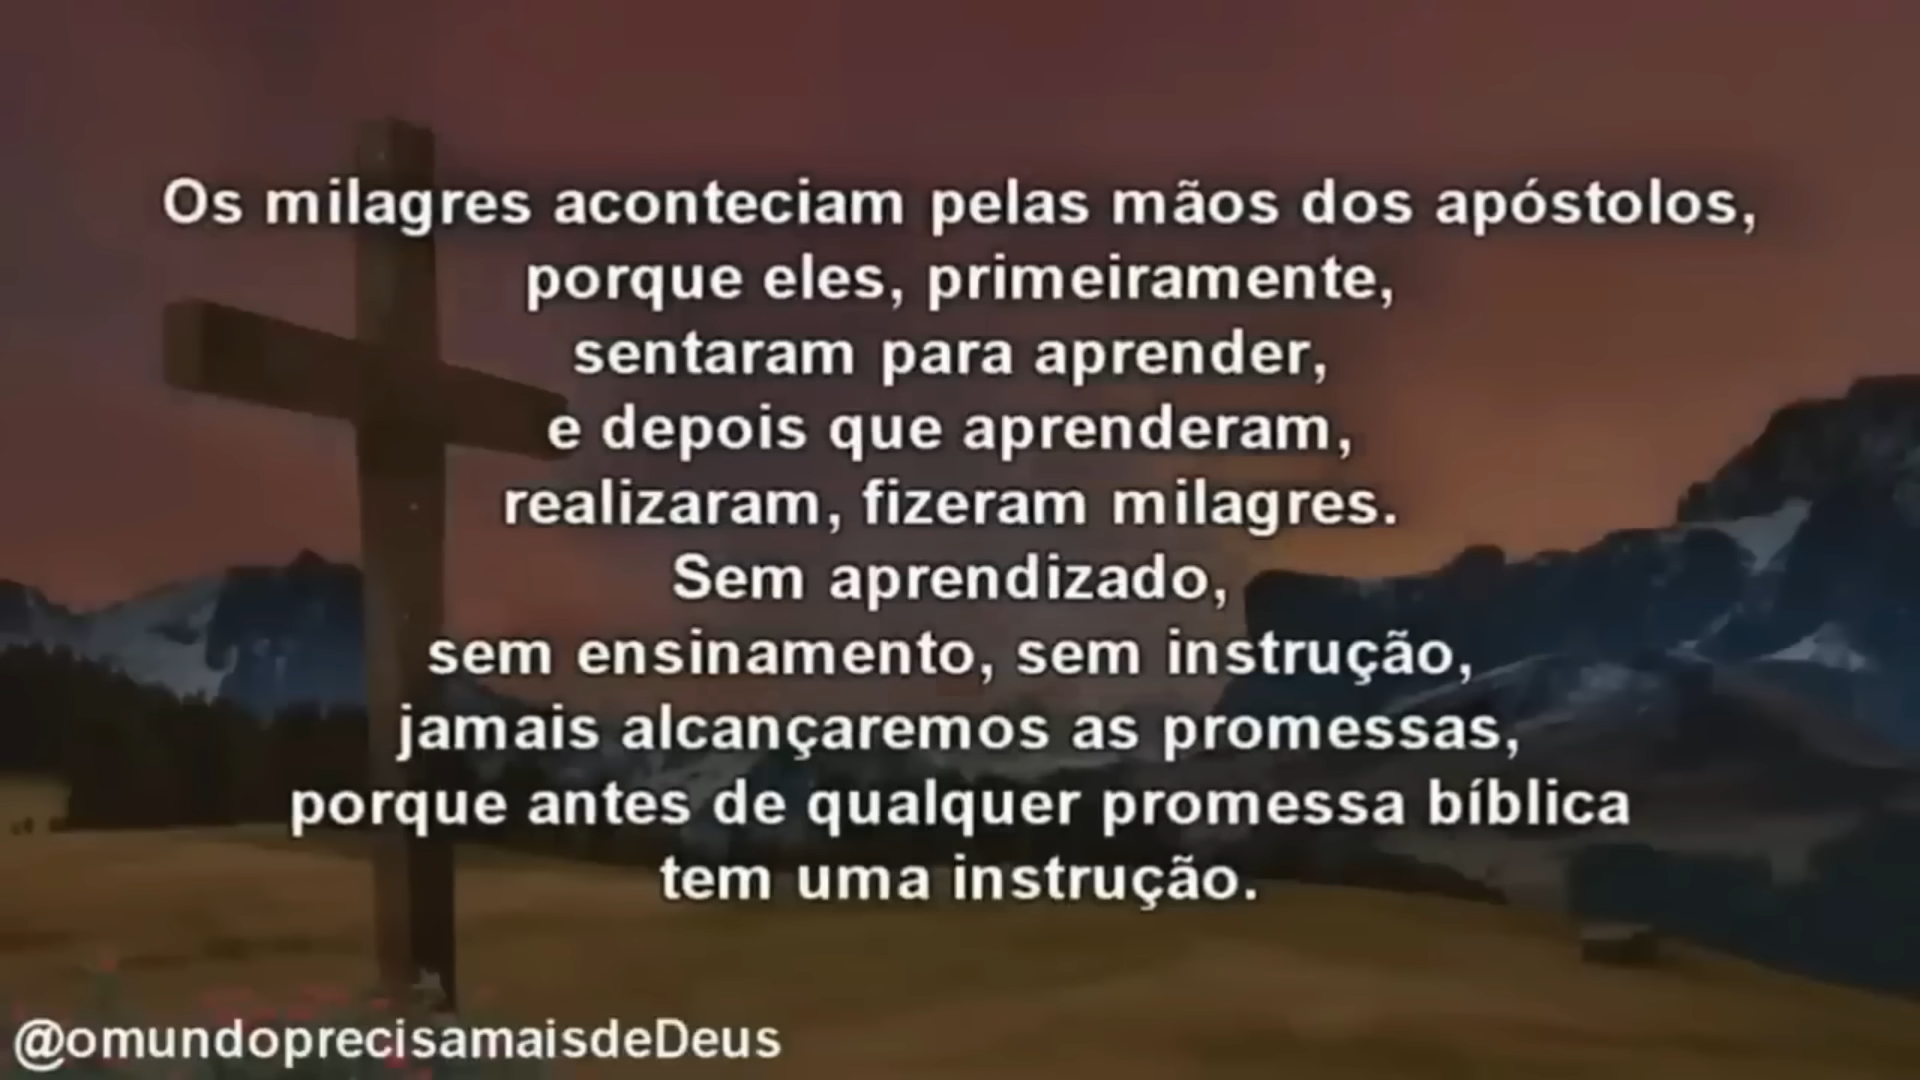 Os milagres aconteciam pelas mãos dos apóstolos,
porque eles, primeiramente,
sentaram para aprender,
e depois que aprenderam,
realizaram, fizeram milagres.
Sem aprendizado,
sem ensinamento, sem instrução,
jamais alcançaremos as promessas,
porque antes de qualquer promessa bíblica
tem uma instrução.
@omundoprecisamaisdeDeus